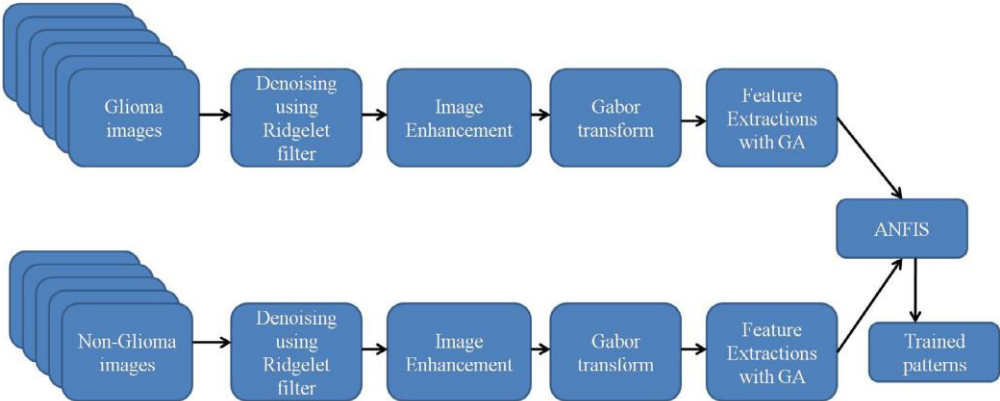 Glioma
images
Denoising
using
Ridgelet
filter
Image
Enhancement
Gabor
transform
Feature
Extractions
with GA
ANFIS
Non-Glioma
images
Denoising
using
Ridgelet
filter
Image
Enhancement
Gabor
transform
Feature
Extractions
with GA
Trained
patterns